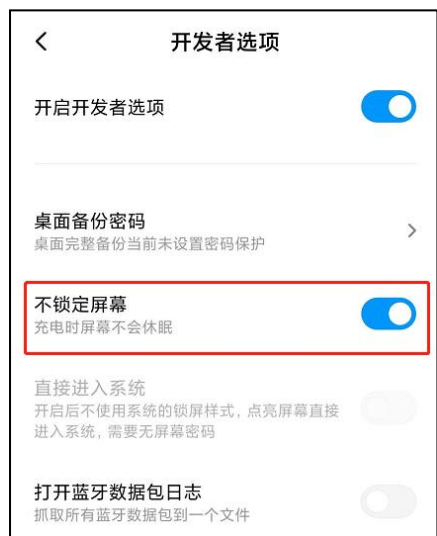 开发者选项
开启开发者选项
桌面备份密码
桌面完整备份当前未设置密码保护
不锁定屏幕
充电时屏幕不会休眠
直接进入系统
开启后不使用系统的锁屏样式，点亮屏幕直接
进入系统，需要无屏幕密码
打开蓝牙数据包日志
抓取所有蓝牙数据包到一个文件